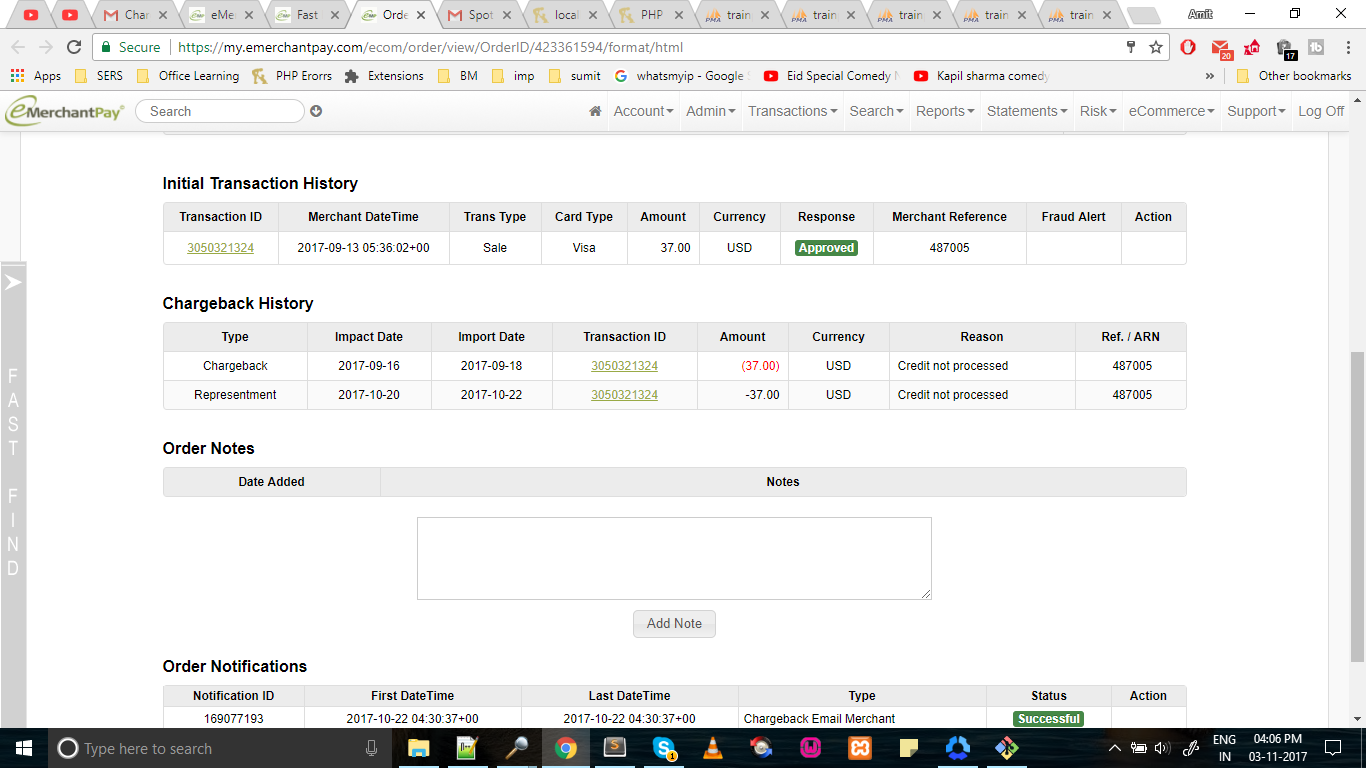 Char
eMe
Fast
Orde
Spot
local
PHP
train
train
train
train
train
Amit
Secure https://my.emerchantpay.com/ecom/order/view/OrderID/423361594/format/html
20
17
Apps SERS Office Learning PHP Erorrs Extensions BM imp sumit whatsmyip - Google Eid Special Comedy Kapil sharma comedy » Other bookmarks
eMerchantPay Search Account Admin Transactions Search Reports Statements Risk eCommerce Support Log Off
Initial Transaction History
Transaction ID Merchant DateTime Trans Type Card Type Amount Currency Response Merchant Reference Fraud Alert Action
3050321324 2017-09-13 05:36:02+00 Sale Visa 37.00 USD Approved 487005
Chargeback History
Type Impact Date Import Date Transaction ID Amount Currency Reason Ref. / ARN
Chargeback 2017-09-16 2017-09-18 3050321324 (37.00) USD Credit not processed 487005
Representment 2017-10-20 2017-10-22 3050321324 -37.00 USD Credit not processed 487005
FAST FIND
Order Notes
Date Added Notes
Add Note
Order Notifications
Notification ID First DateTime Last DateTime Type Status Action
169077193 2017-10-22 04:30:37+00 2017-10-22 04:30:37+00 Chargeback Email Merchant Successful
Type here to search
1
ENG
IN
04:06 PM
03-11-2017